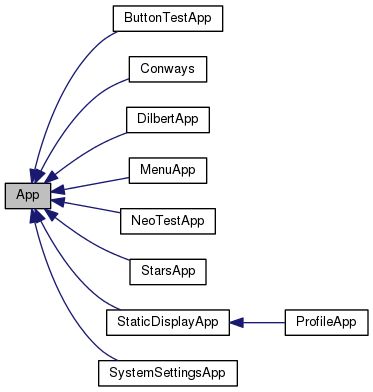 ButtonTestApp
Conways
DilbertApp
MenuApp
App
NeoTestApp
StarsApp
StaticDisplayApp
ProfileApp
SystemSettingsApp